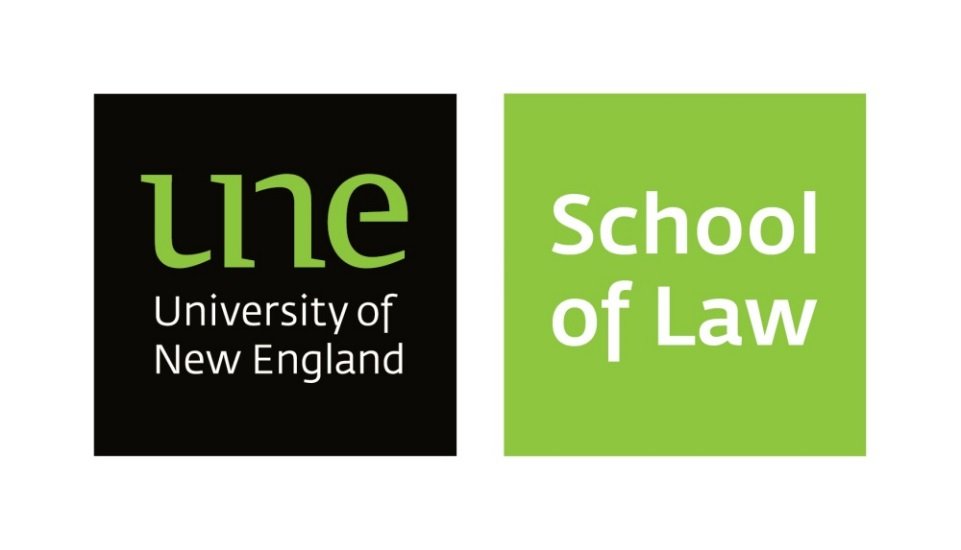 une
University of
New England
School
of Law